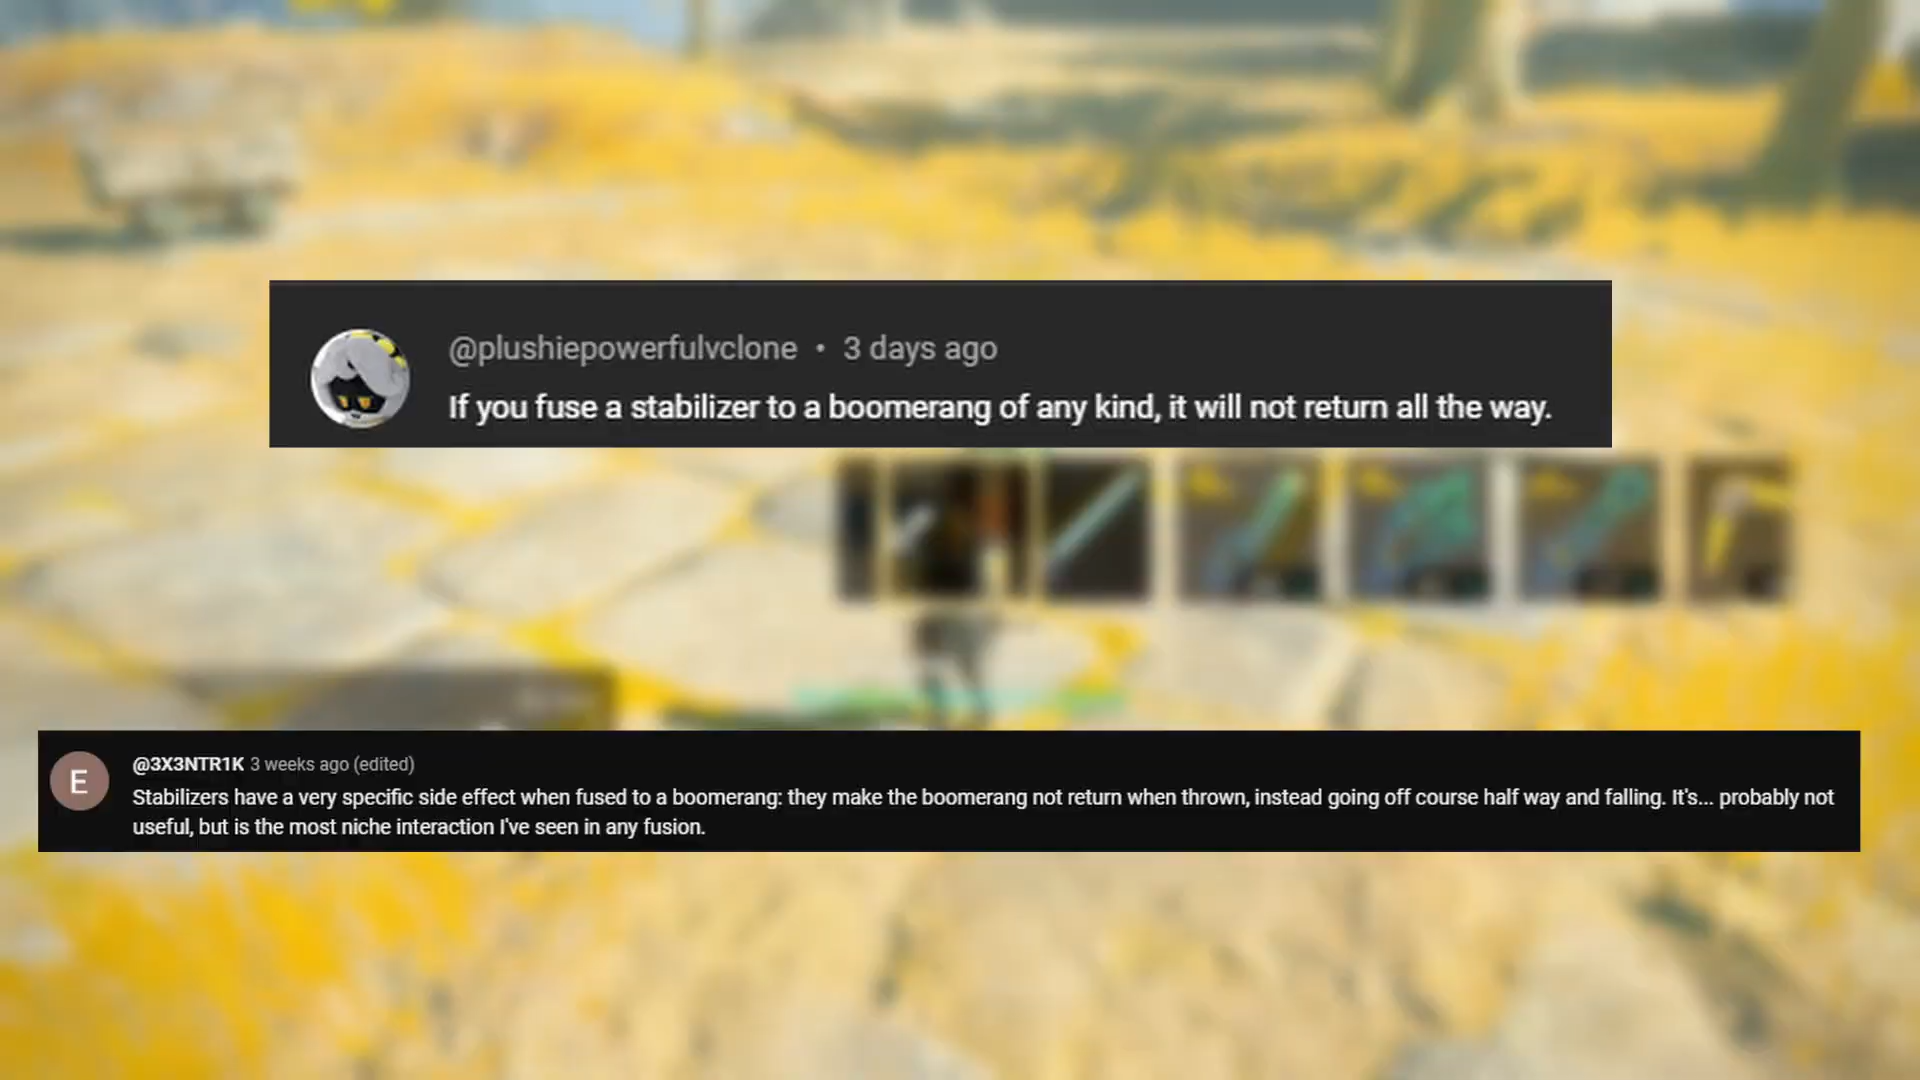 @plushiepowerfulvclone • 3 days ago
If you fuse a stabilizer to a boomerang of any kind, it will not return all the way.
E
@3X3NTR1K 3 weeks ago (edited)
Stabilizers have a very specific side effect when fused to a boomerang: they make the boomerang not return when thrown, instead going off course half way and falling. It's... probably not
useful, but is the most niche interaction I've seen in any fusion.